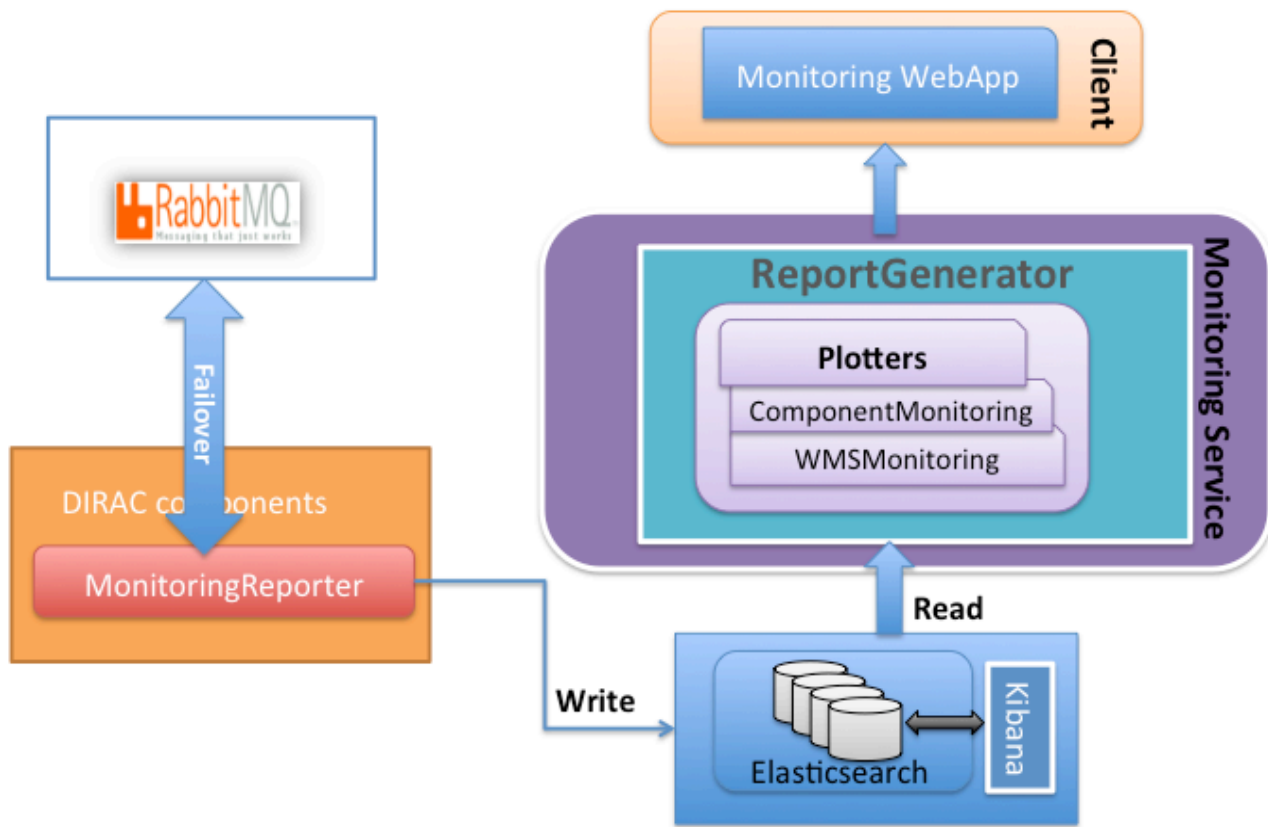 Monitoring WebApp
Client
RabbitMQ
Messaging that just works
Failover
DIRAC components
MonitoringReporter
Monitoring Service
ReportGenerator
Plotters
ComponentMonitoring
WMSMonitoring
Read
Write
Elasticsearch
Kibana